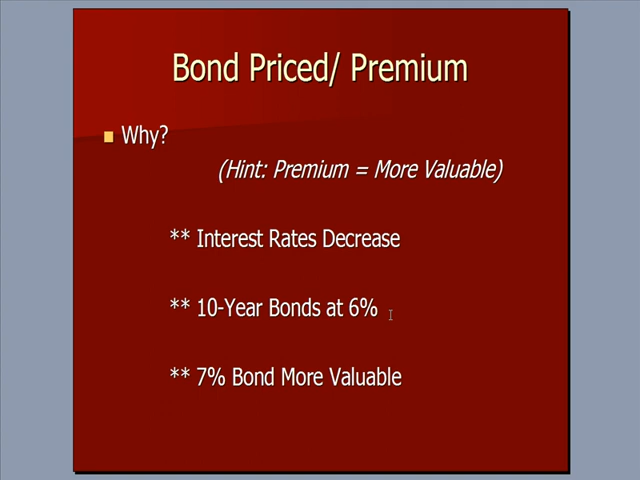 Bond Priced/ Premium
Why?
(Hint: Premium = More Valuable)
** Interest Rates Decrease
** 10-Year Bonds at 6%
** 7% Bond More Valuable